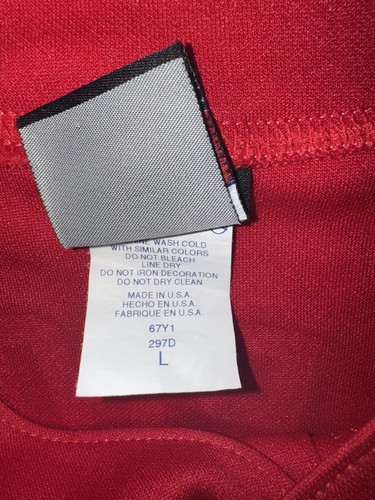 WASH COLD
WITH SIMILAR COLORS
DO NOT BLEACH
LINE DRY
DO NOT IRON DECORATION
DO NOT DRY CLEAN
MADE IN U.S.A.
HECHO EN U.S.A.
FABRIQUE EN U.S.A
67Y1
297D
L